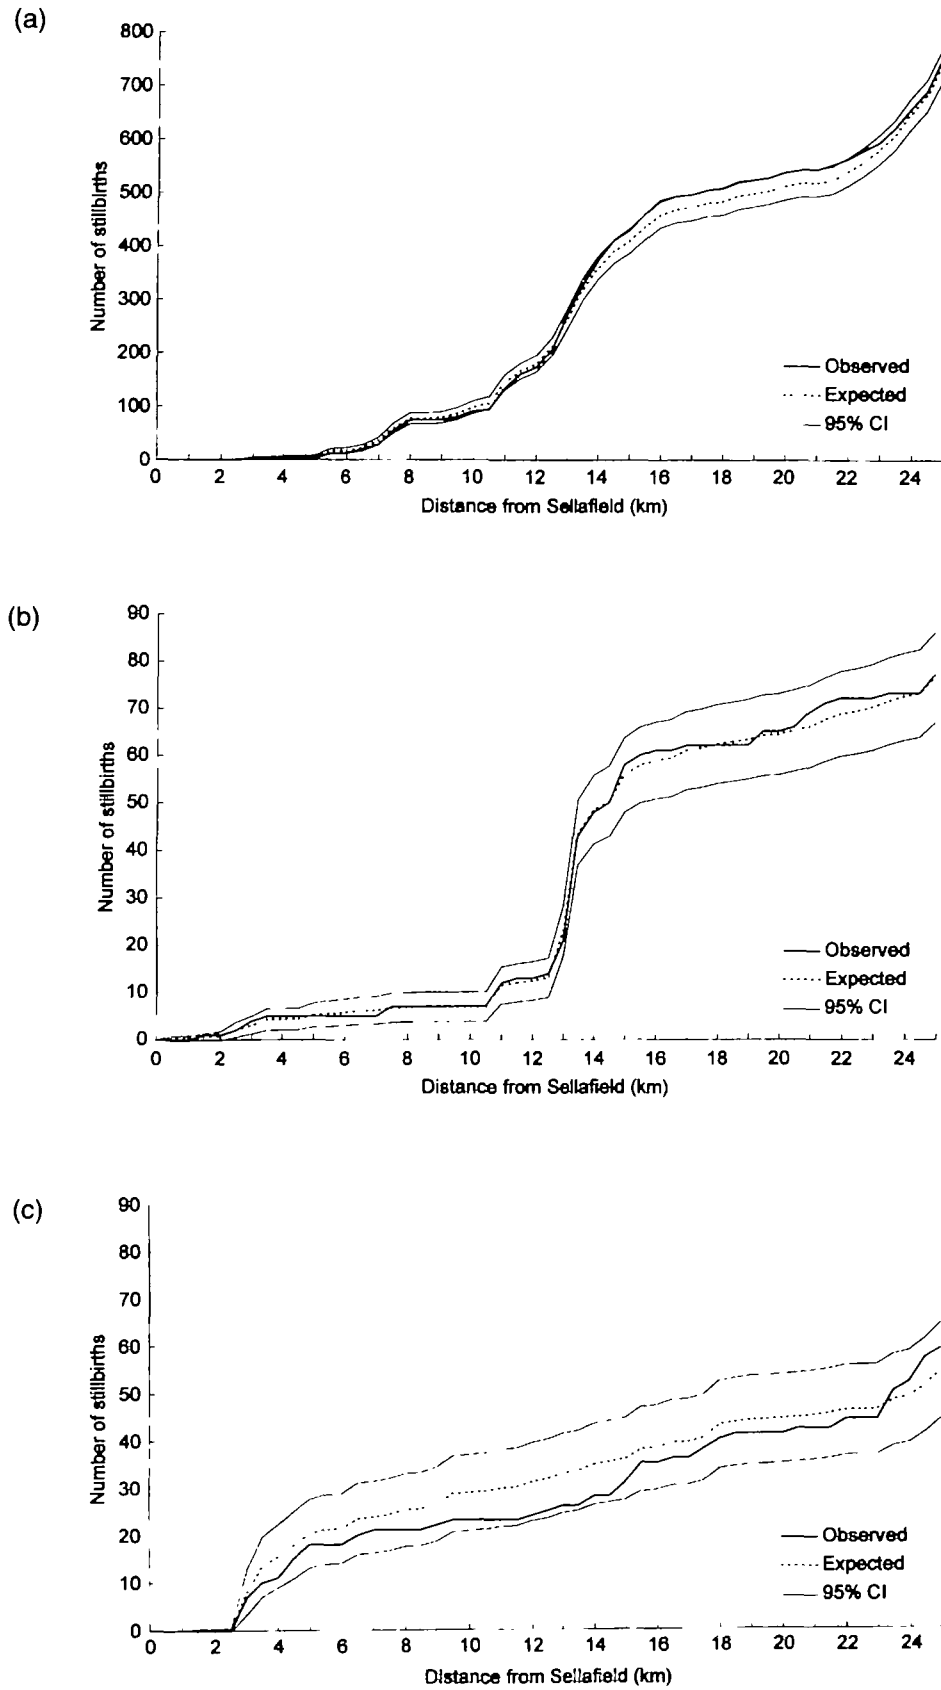 (a)
800
700
600
500
400
300
200
100
0
Number of stillbirths
Observed
Expected
95% CI
0 2 4 6 8 10 12 14 16 18 20 22 24
Distance from Sellafield (km)
(b)
90
80
70
60
50
40
30
20
10
0
Number of stillbirths
Observed
Expected
95% CI
0 2 4 6 8 10 12 14 16 18 20 22 24
Distance from Sellafield (km)
(c)
90
80
70
60
50
40
30
20
10
0
Number of stillbirths
Observed
Expected
95% CI
0 2 4 6 8 10 12 14 16 18 20 22 24
Distance from Sellafield (km)